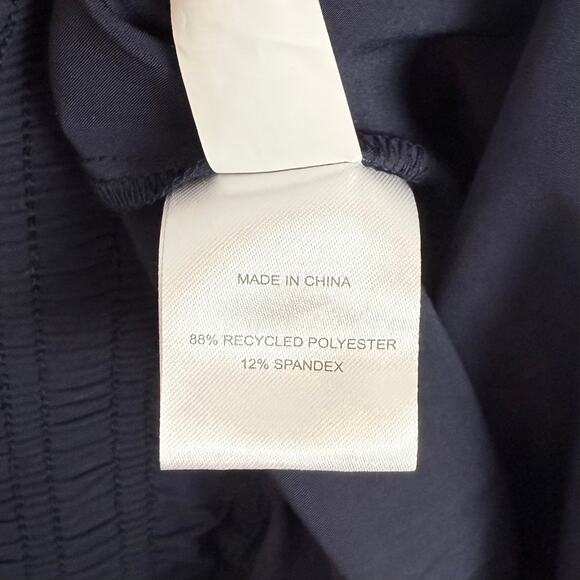 MADE IN CHINA
88% RECYCLED POLYESTER
12% SPANDEX